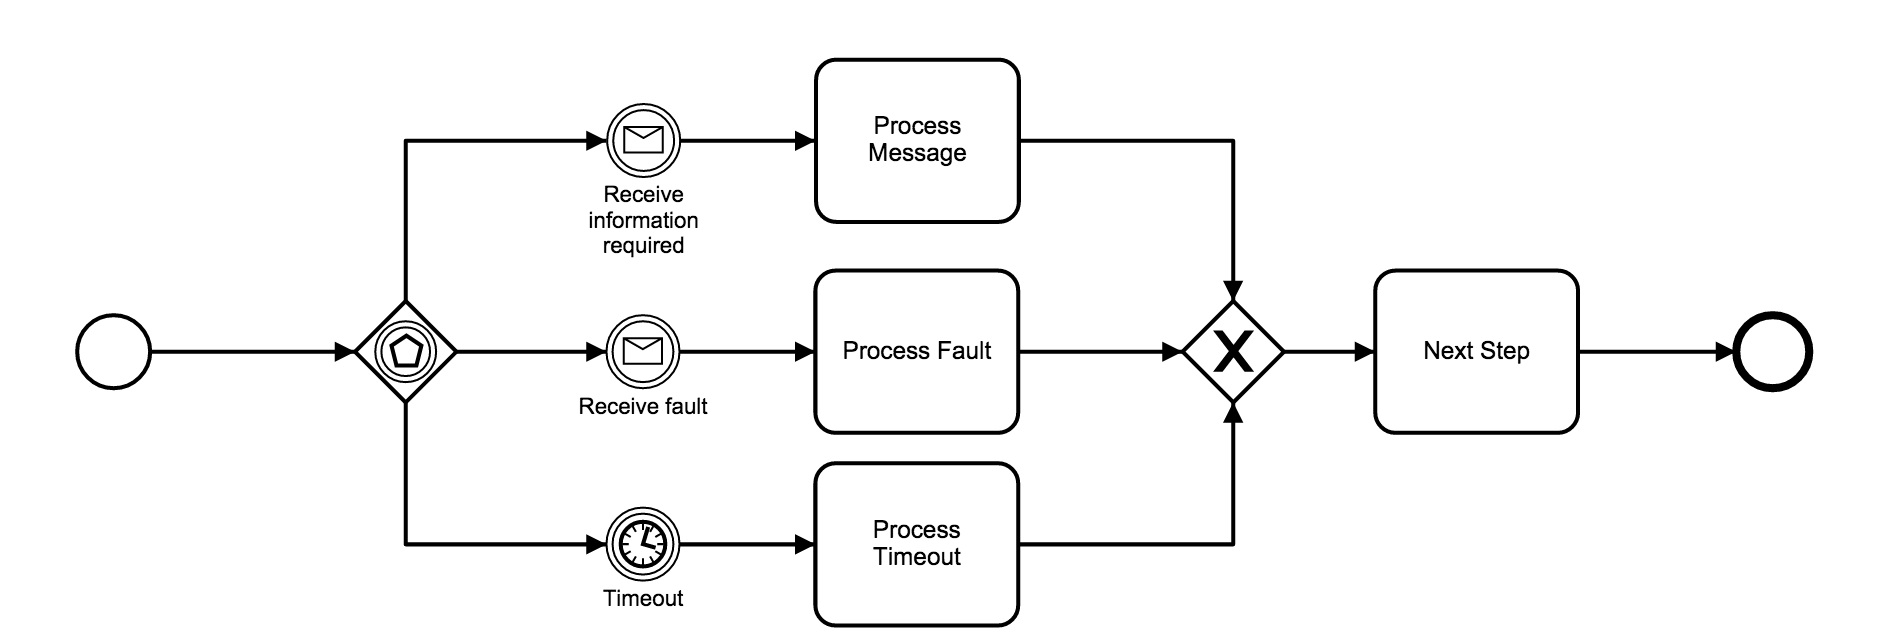 Process
Message
Receive
information
required
Process Fault
Receive fault
X
Next Step
Process
Timeout
Timeout